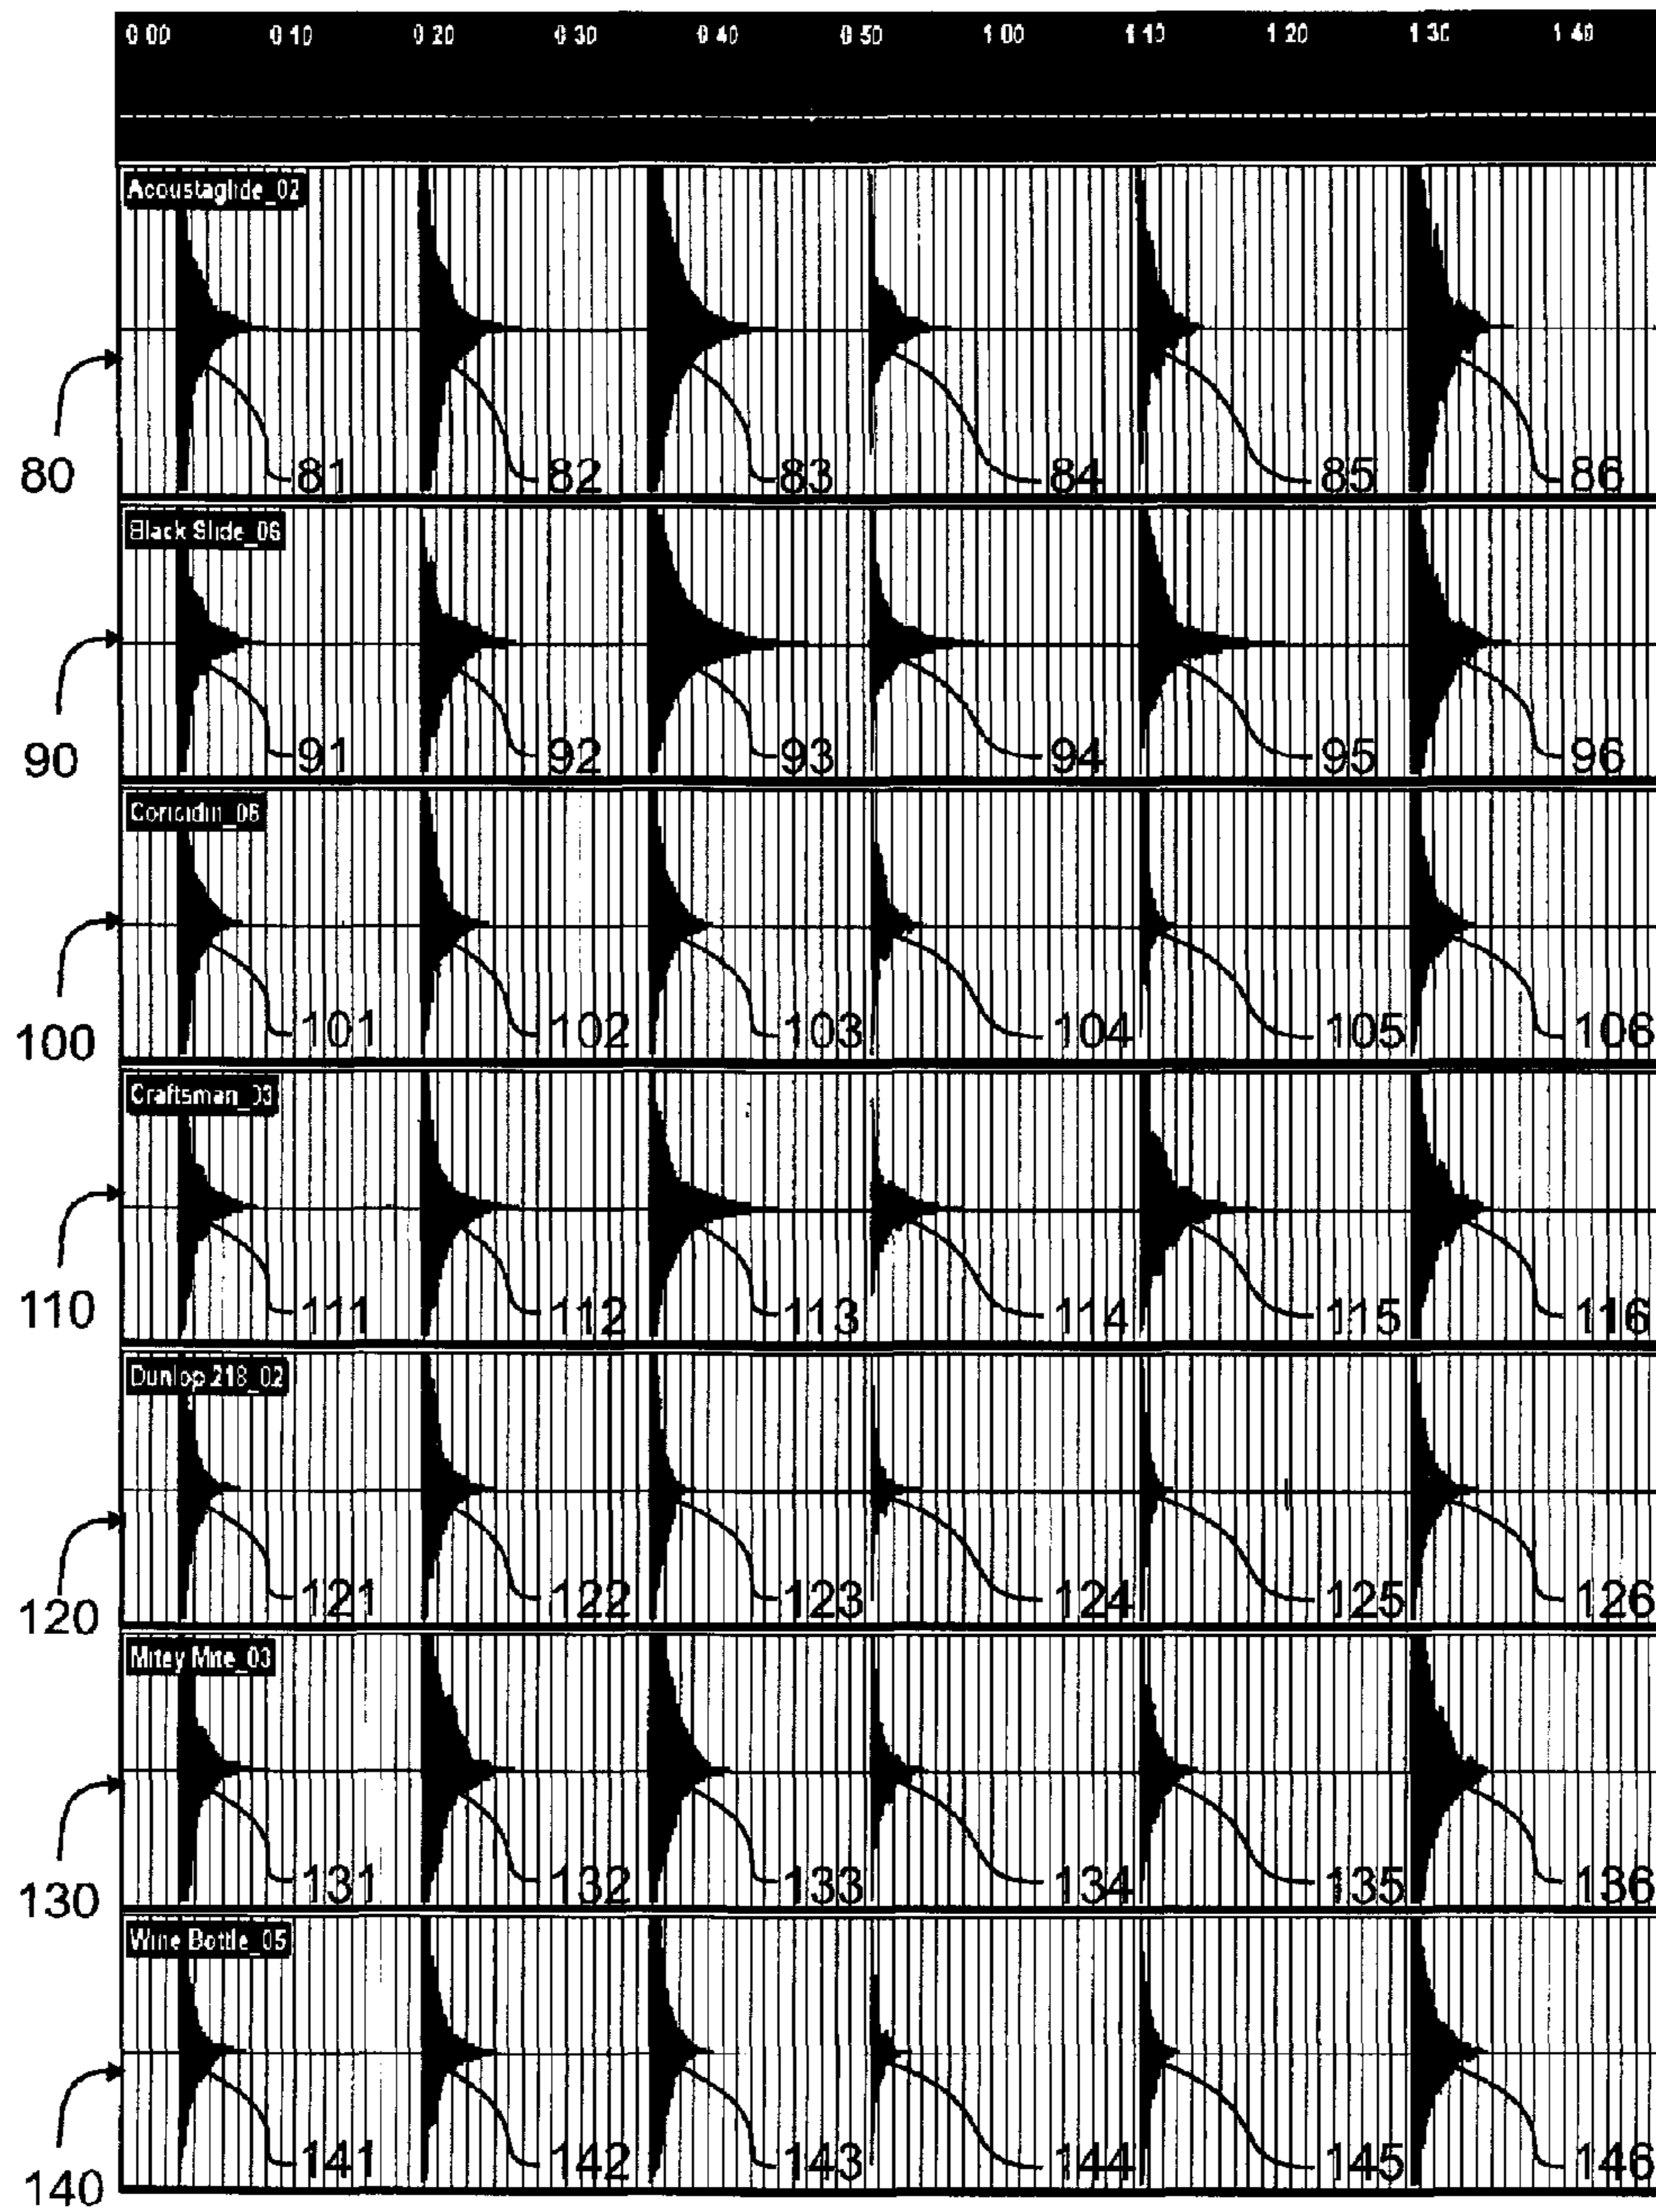 0 00 0 10 0 20 0 30 0 40 0 50 1 00 1 10 1 20 1 30 1 40
Acoustaglide_02
80 81 82 83 84 85 86
Black Slide_06
90 91 92 93 94 95 96
Coricidin_06
100 101 102 103 104 105 106
Craftsman_03
110 111 112 113 114 115 116
Dunlop 218_02
120 121 122 123 124 125 126
Mitey Mite_03
130 131 132 133 134 135 136
Wine Bottle_05
140 141 142 143 144 145 146